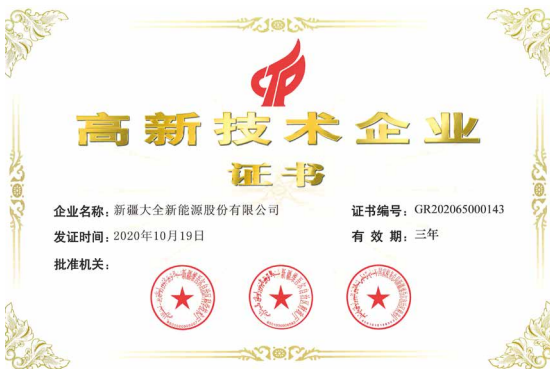 高新技术企业
证书
企业名称：新疆大全新能源股份有限公司
证书编号：GR202065000143
发证时间：2020年10月19日
有效期：三年
批准机关：